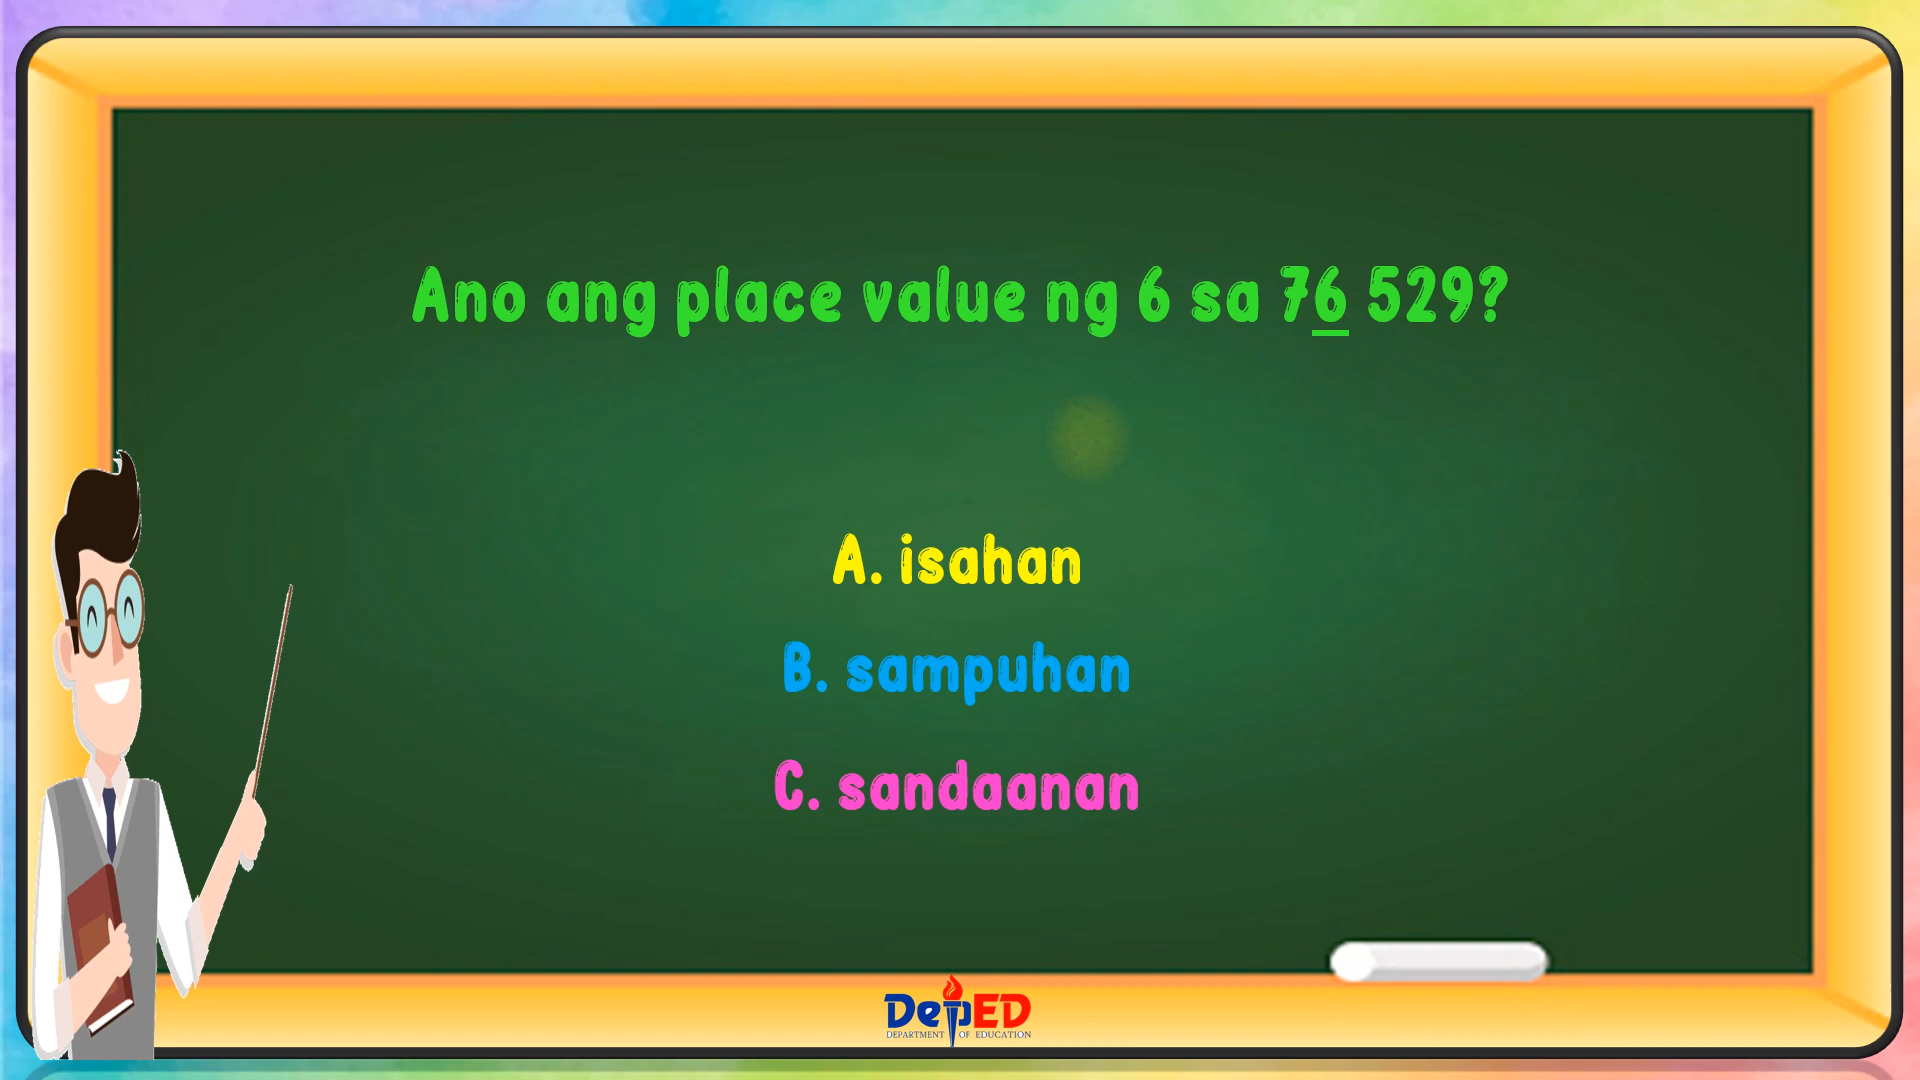 Ano ang place value ng 6 sa 76 529?
A. isahan
B. sampuhan
C. sandaanan
DepED
DEPARTMENT OF EDUCATION